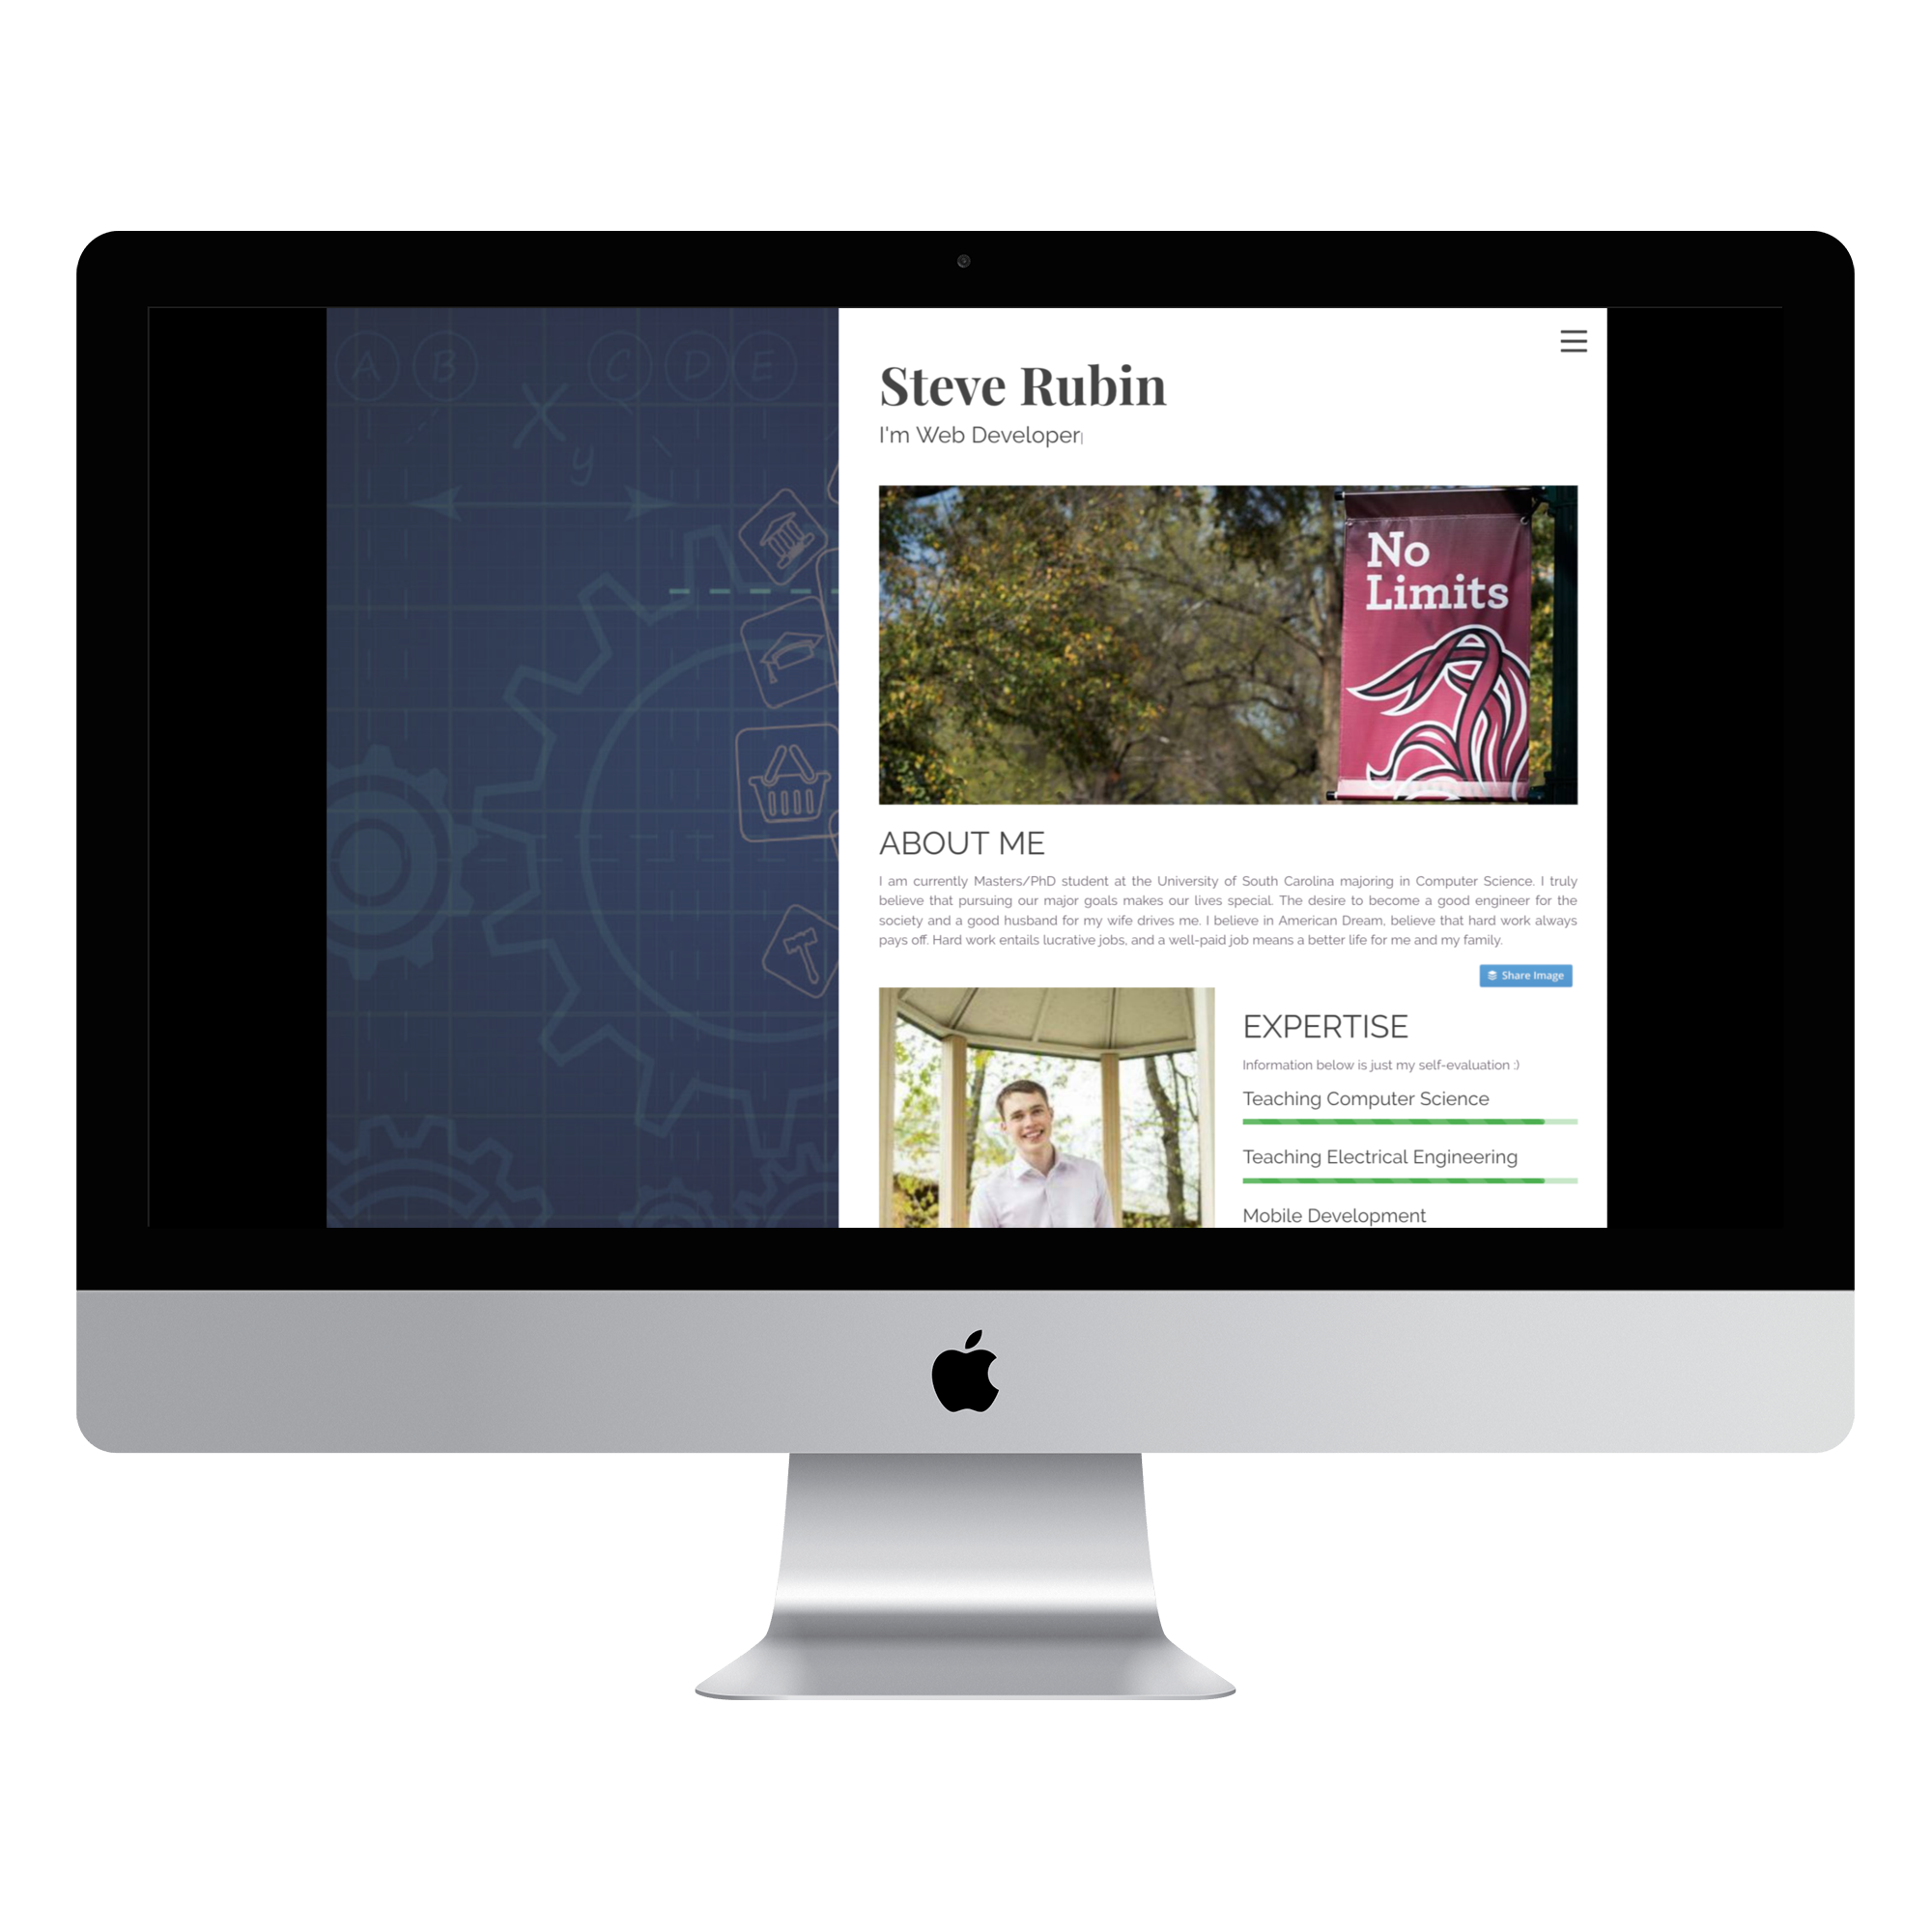 A B C D E
X
y
Steve Rubin
I'm Web Developer
No
Limits
ABOUT ME
I am currently Masters/PhD student at the University of South Carolina majoring in Computer Science. I truly
believe that pursuing our major goals makes our lives special. The desire to become a good engineer for the
society and a good husband for my wife drives me. I believe in American Dream, believe that hard work always
pays off. Hard work entails lucrative jobs, and a well-paid job means a better life for me and my family.
Share Image
EXPERTISE
Information below is just my self-evaluation :)
Teaching Computer Science
Teaching Electrical Engineering
Mobile Development